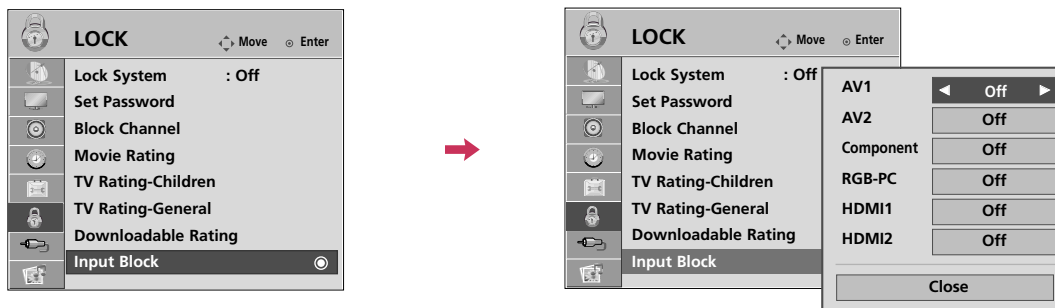 LOCK Move Enter
Lock System : Off
Set Password
Block Channel
Movie Rating
TV Rating-Children
TV Rating-General
Downloadable Rating
Input Block
LOCK Move Enter
Lock System : Off
Set Password
Block Channel
Movie Rating
TV Rating-Children
TV Rating-General
Downloadable Rating
Input Block
AV1 Off
AV2 Off
Component Off
RGB-PC Off
HDMI1 Off
HDMI2 Off
Close